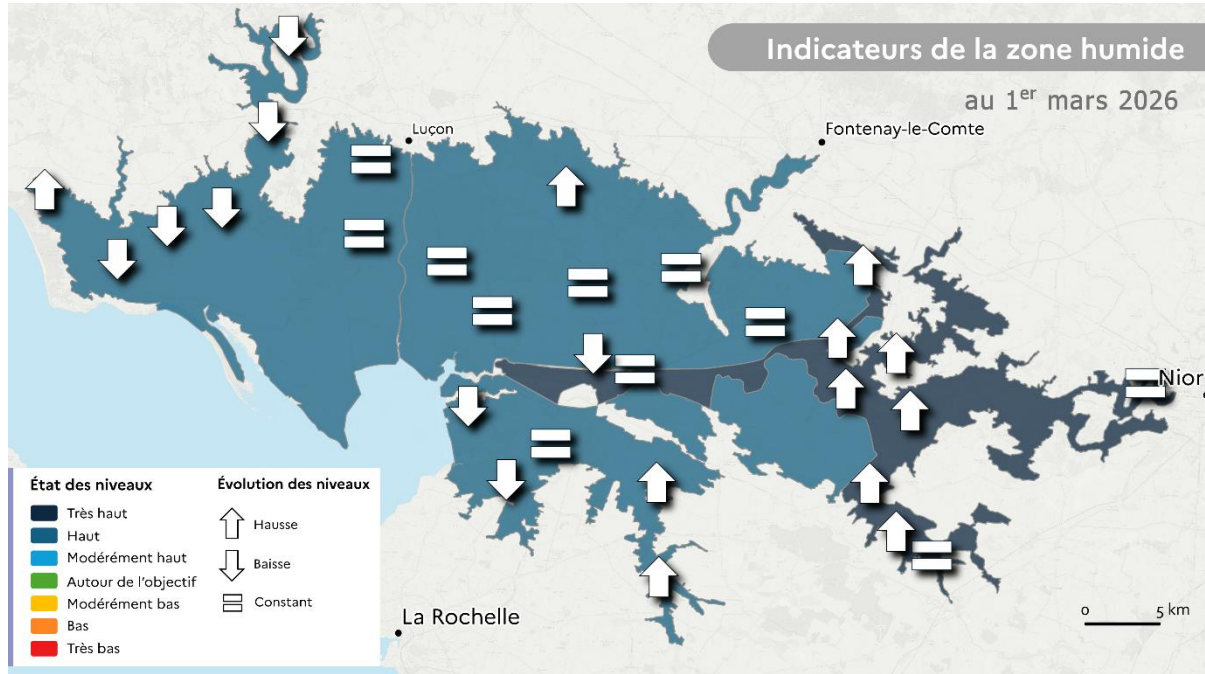 Indicateurs de la zone humide
au 1er mars 2026
Luçon
Fontenay-le-Comte
Nior
La Rochelle
0 5 km
État des niveaux
Très haut
Haut
Modérément haut
Autour de l'objectif
Modérément bas
Bas
Très bas
Évolution des niveaux
Hausse
Baisse
Constant